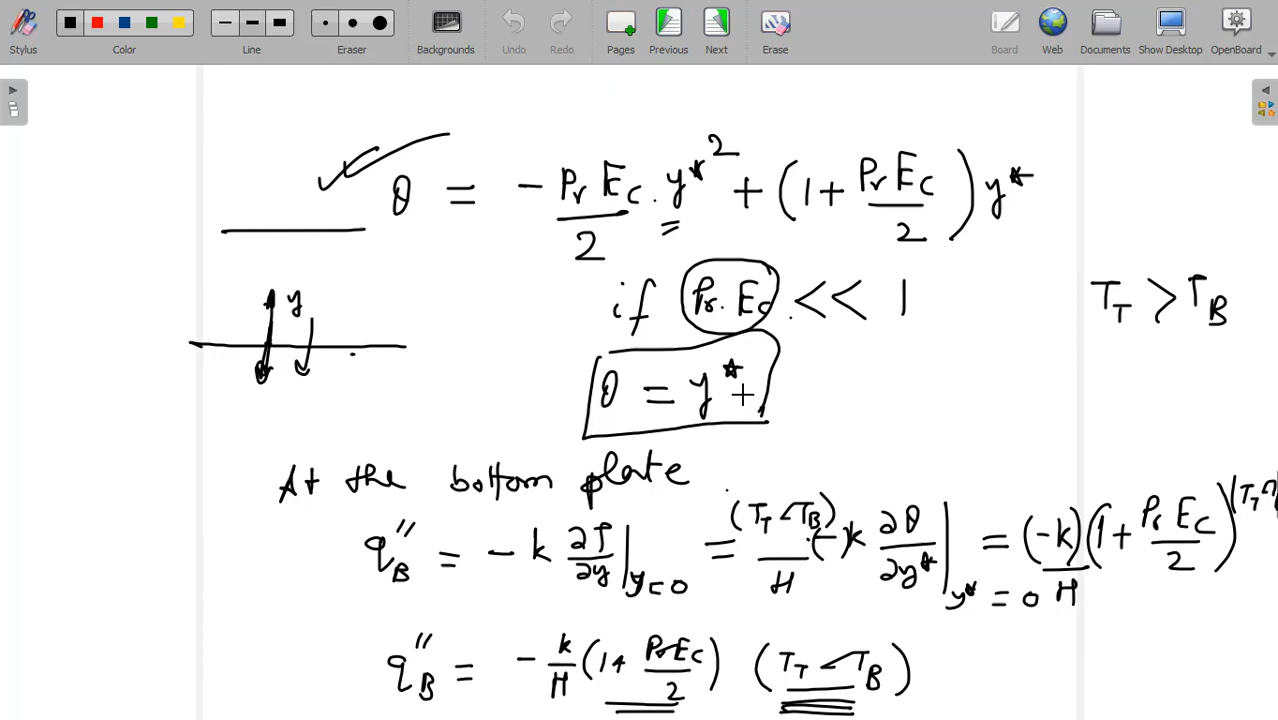 Stylus Color Line Eraser Backgrounds Undo Redo Pages Previous Next Erase Board Web Documents Show Desktop OpenBoard
θ = - Pr Ec / 2 . y*² + (1 + Pr Ec / 2) y*
y
if Pr. Ec << 1
T_T > T_B
θ = y*
At the bottom plate
q''_B = - k ∂T/∂y |_{y=0} = (T_T - T_B)/H (-)k ∂θ/∂y* |_{y*=0} = (-k)/H (1 + Pr Ec / 2)
q''_B = - k/H (1 + Pr Ec / 2) (T_T - T_B)